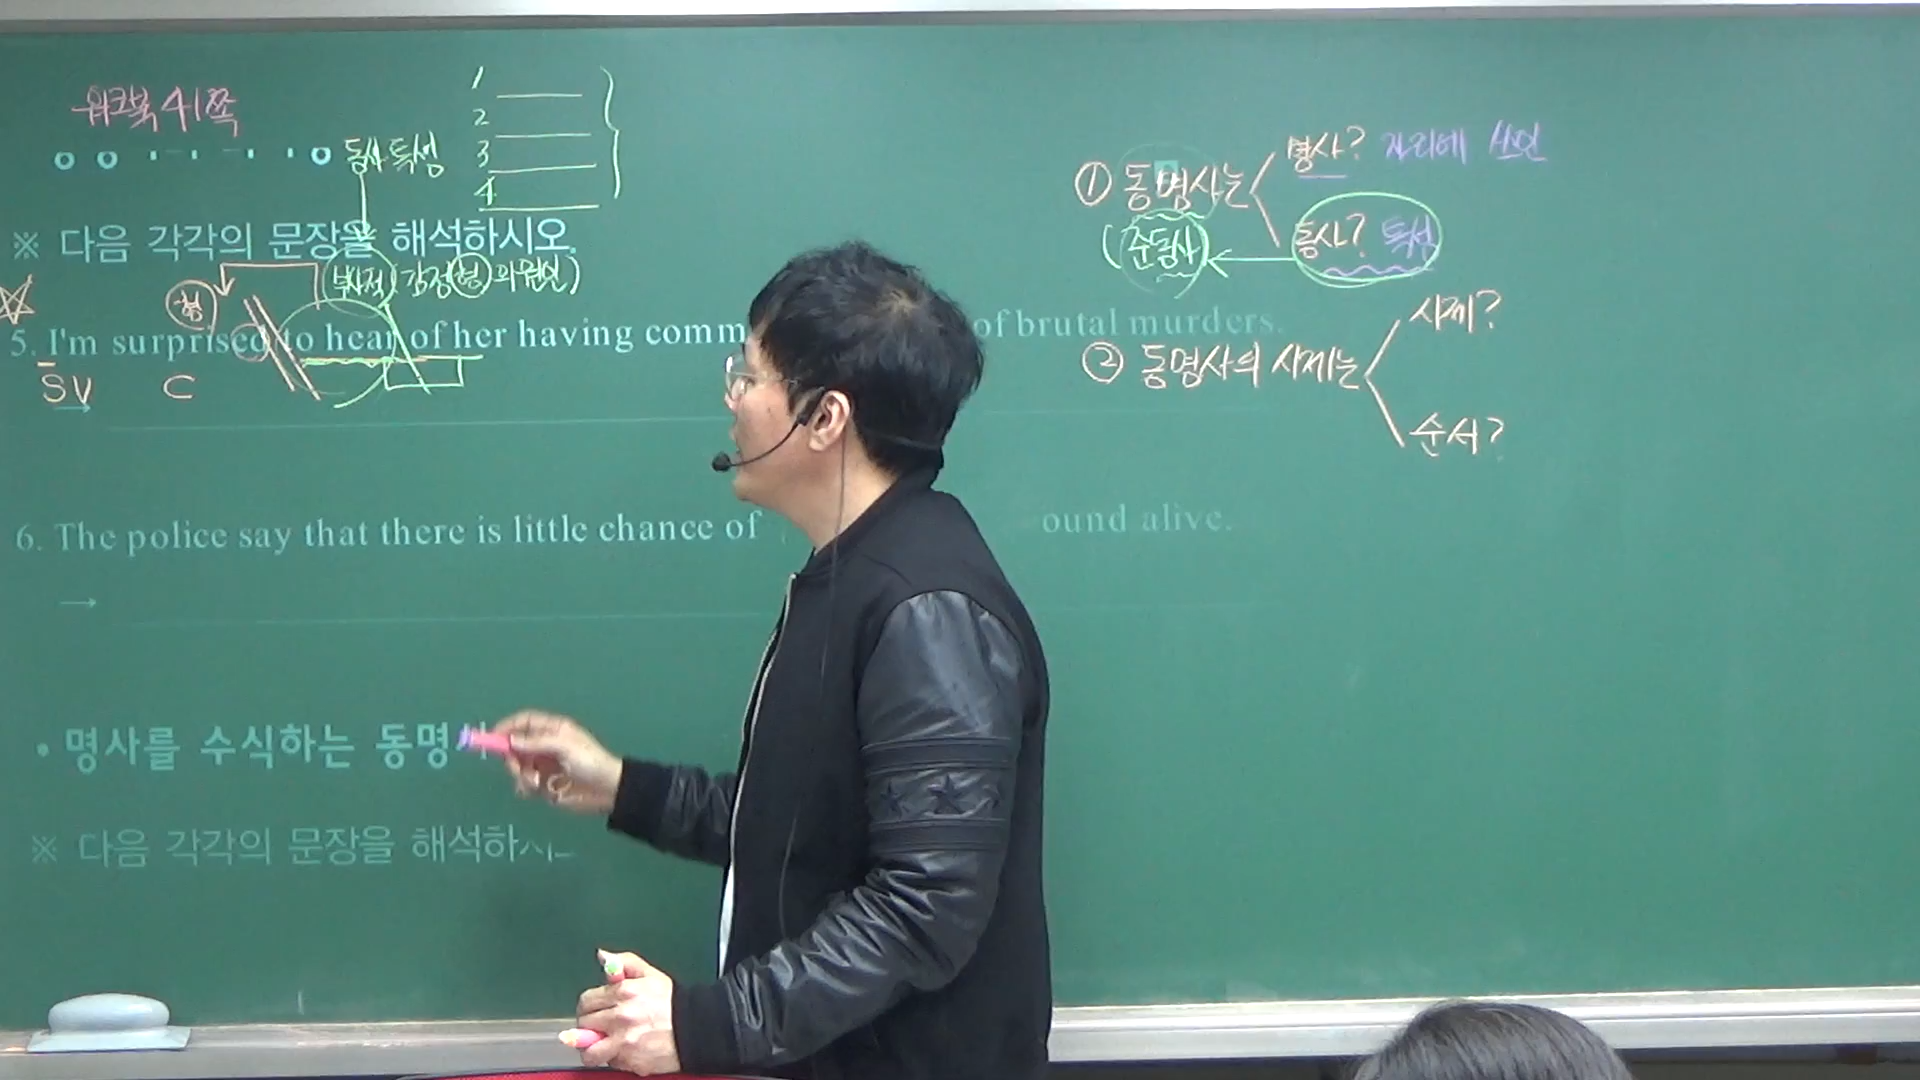 워크북 41쪽
동사 특성
1
2
3
4
※ 다음 각각의 문장을 해석하시오.
부사적 (감정 형 과 원인)
형
5. I'm surprised to hear of her having comm of brutal murders.
S V C
→
6. The police say that there is little chance of ound alive.
→
• 명사를 수식하는 동명사
※ 다음 각각의 문장을 해석하시오
① 동명사는
명사? 자리에 쓰인
(준동사)
동사? 특성
② 동명사의 시제는
시제?
순서?